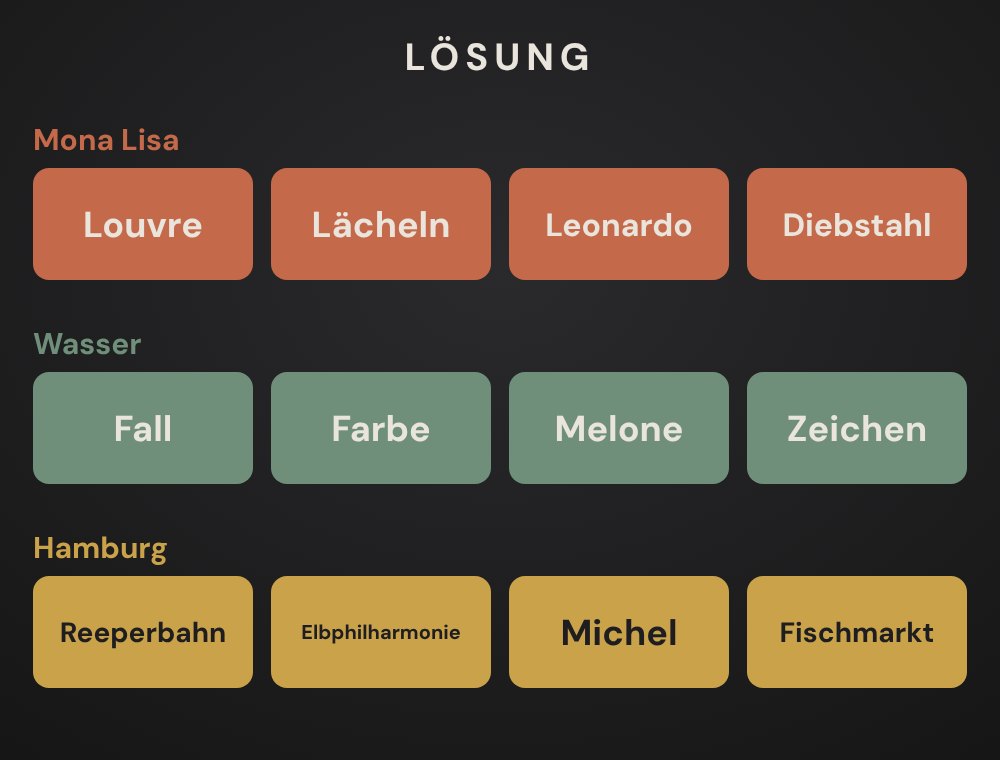 LÖSUNG
Mona Lisa
Louvre Lächeln Leonardo Diebstahl
Wasser
Fall Farbe Melone Zeichen
Hamburg
Reeperbahn Elbphilharmonie Michel Fischmarkt